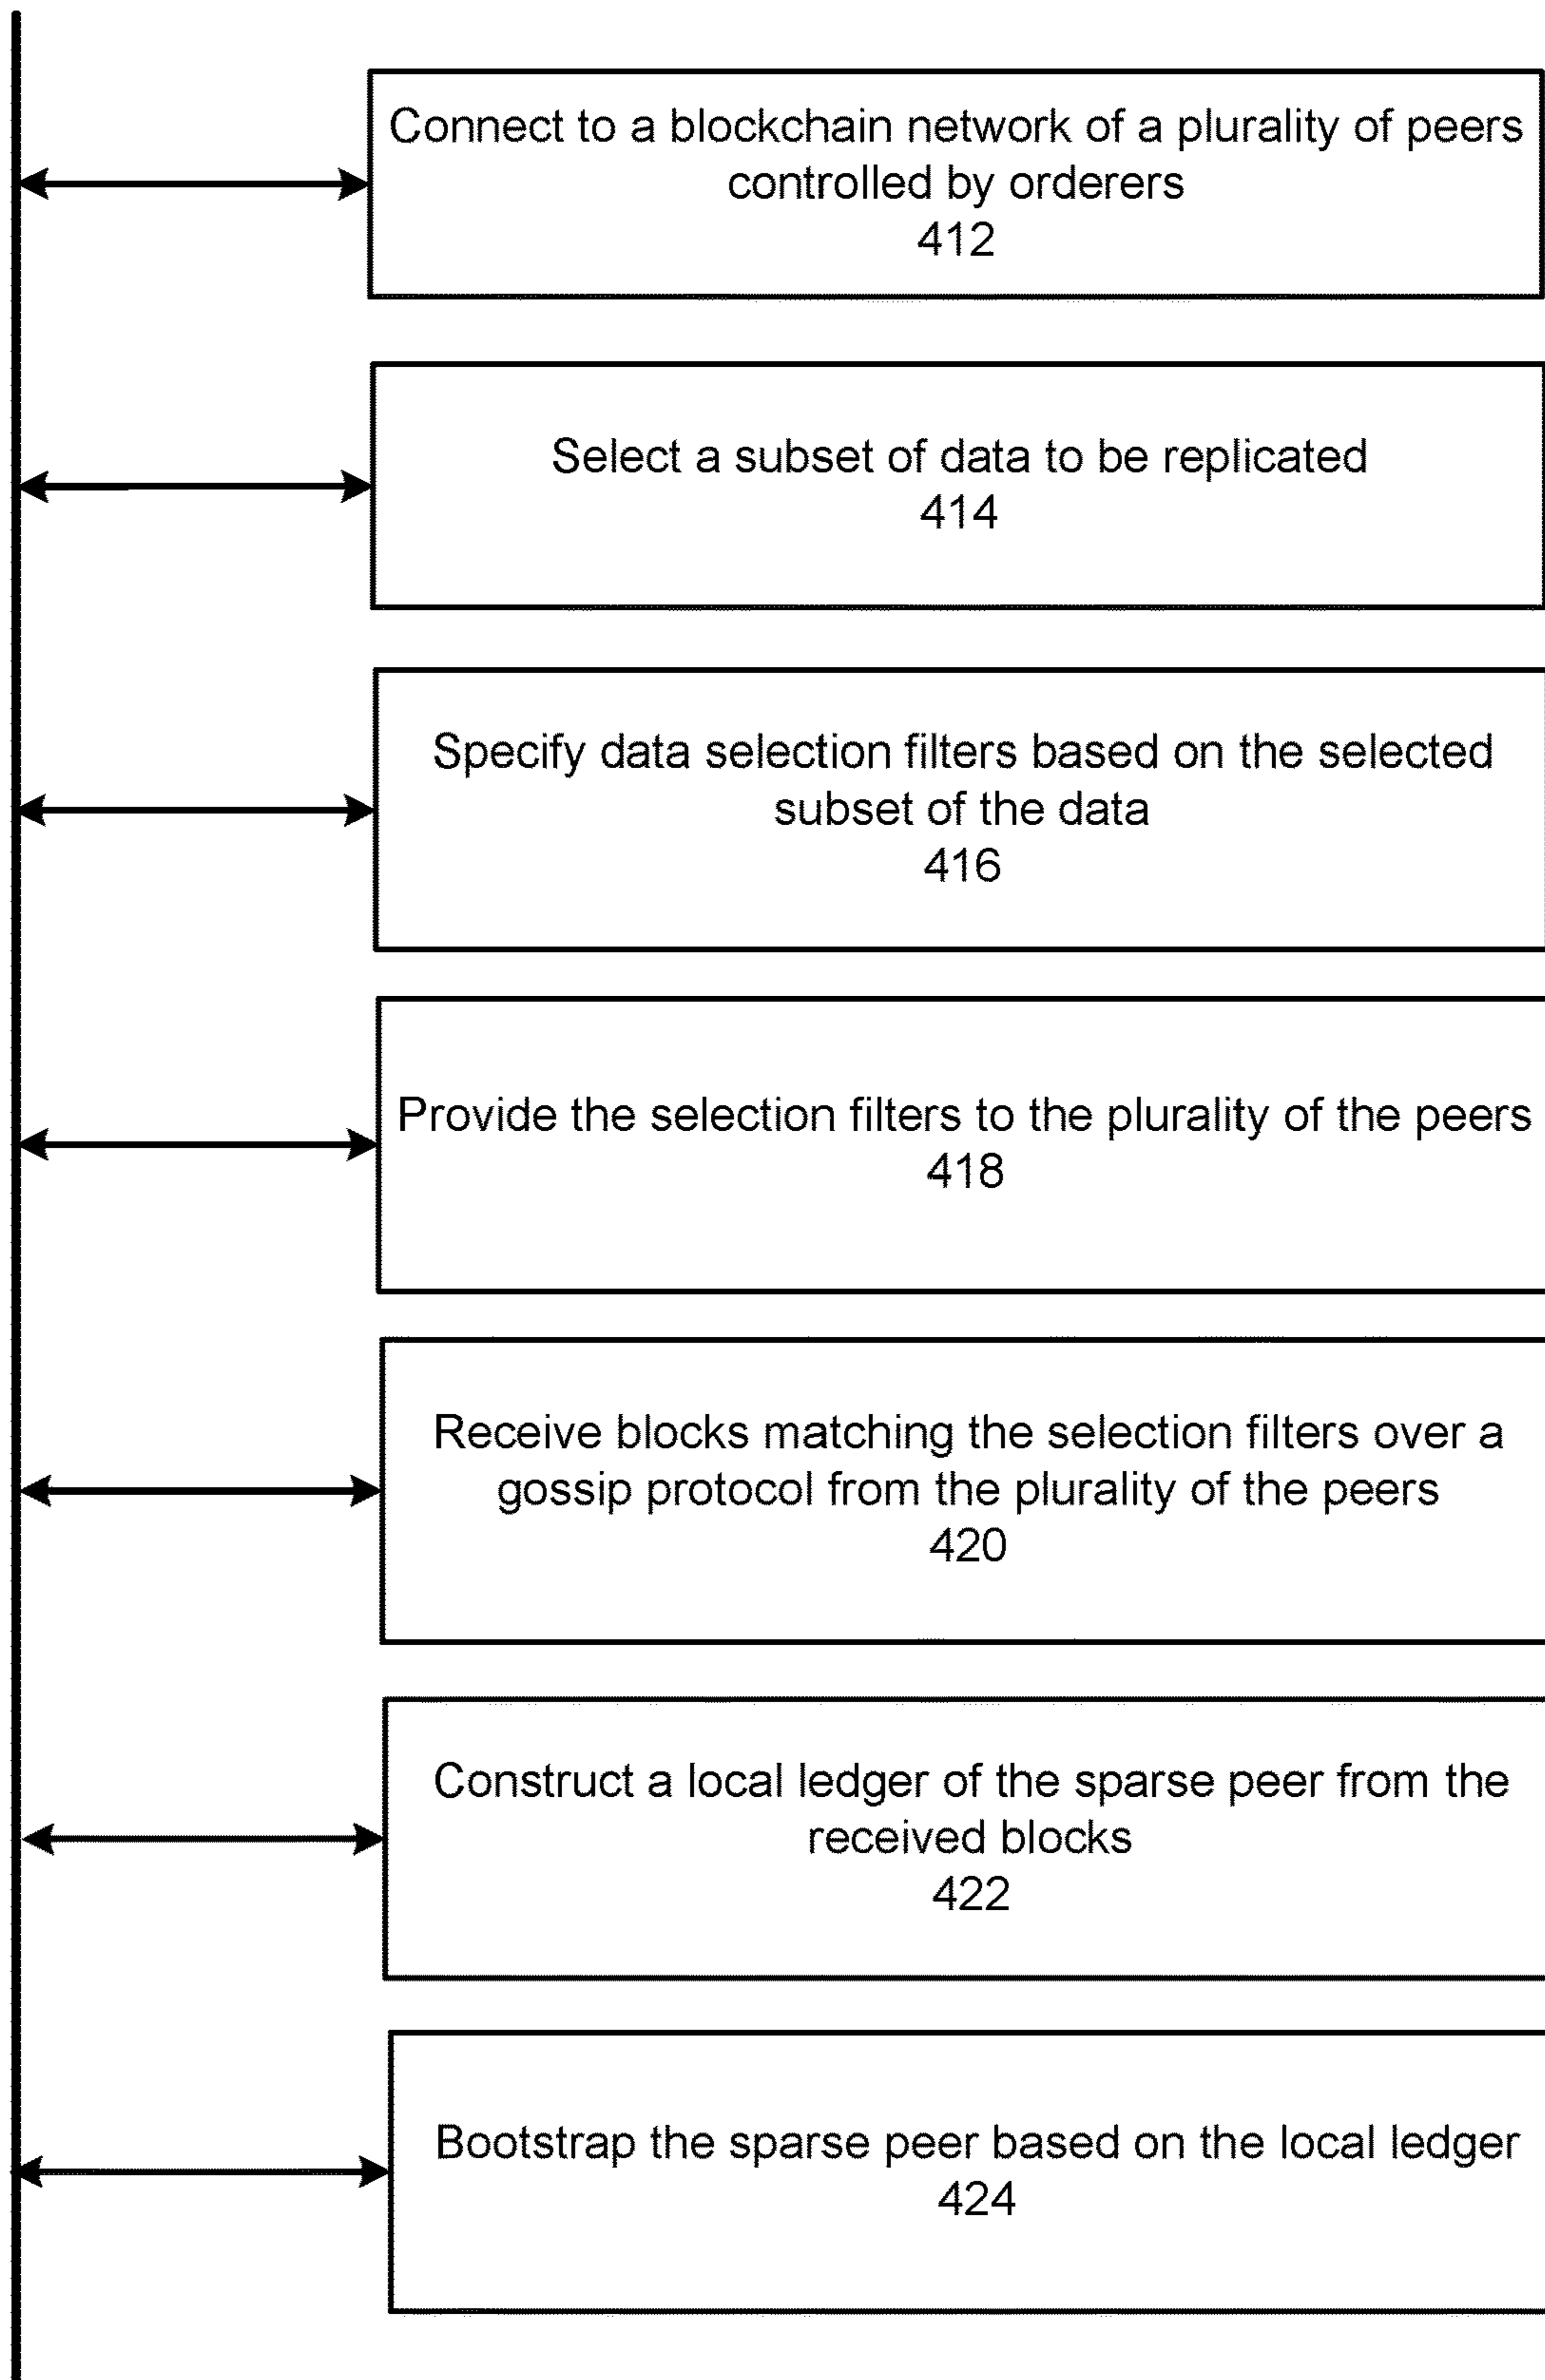 Connect to a blockchain network of a plurality of peers
controlled by orderers
412
Select a subset of data to be replicated
414
Specify data selection filters based on the selected
subset of the data
416
Provide the selection filters to the plurality of the peers
418
Receive blocks matching the selection filters over a
gossip protocol from the plurality of the peers
420
Construct a local ledger of the sparse peer from the
received blocks
422
Bootstrap the sparse peer based on the local ledger
424